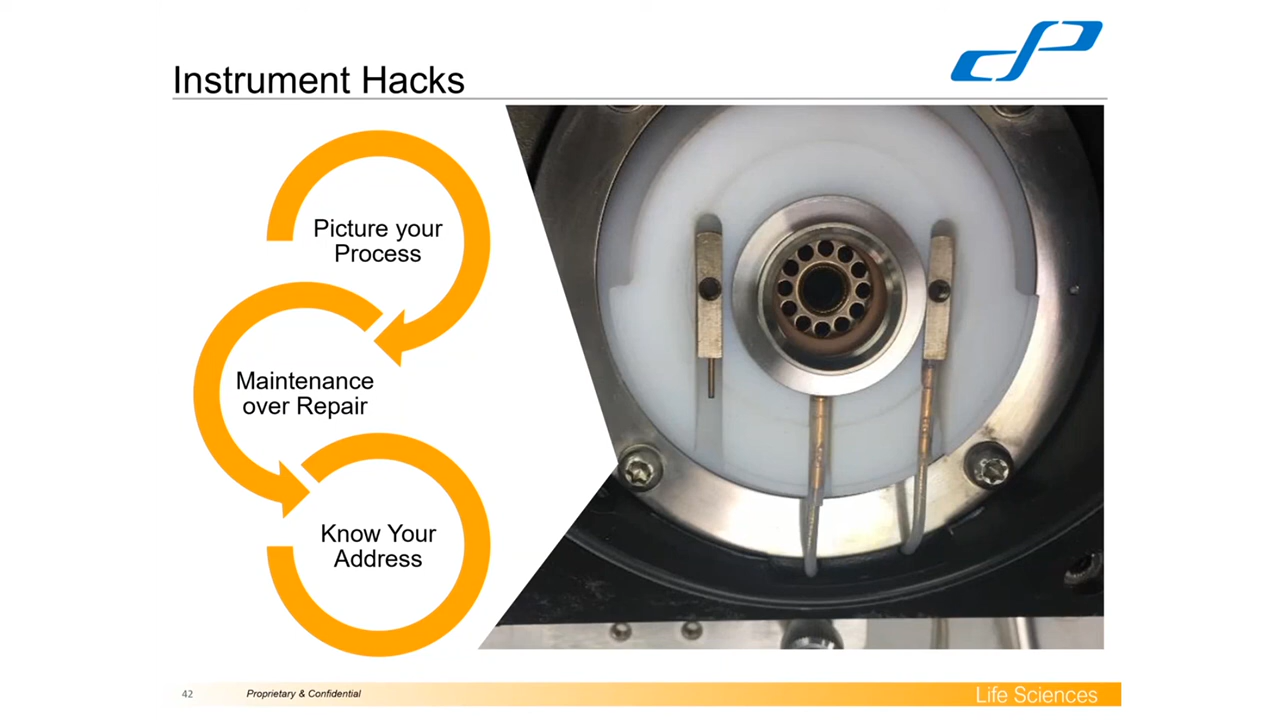 Instrument Hacks
Picture your
Process
Maintenance
over Repair
Know Your
Address
42
Proprietary & Confidential
Life Sciences